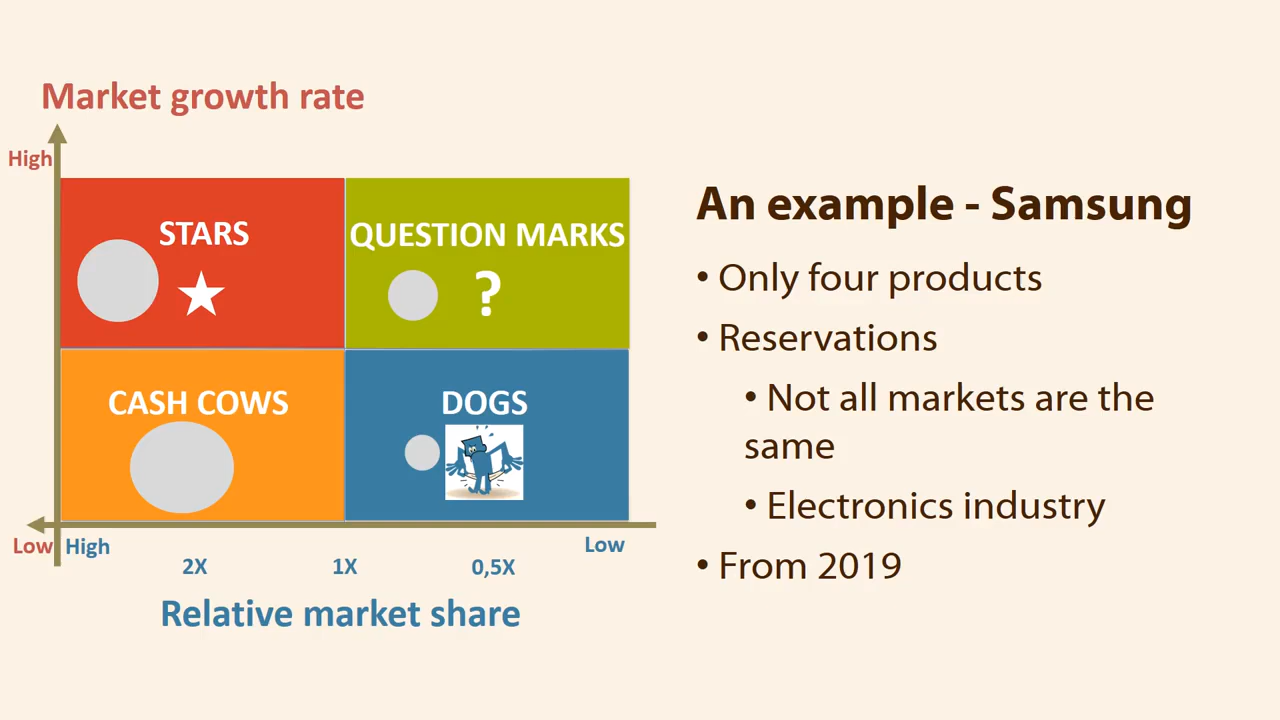 Market growth rate
High
STARS
QUESTION MARKS
?
CASH COWS
DOGS
Low
High
Low
2X
1X
0,5X
Relative market share
An example - Samsung
• Only four products
• Reservations
• Not all markets are the
same
• Electronics industry
• From 2019